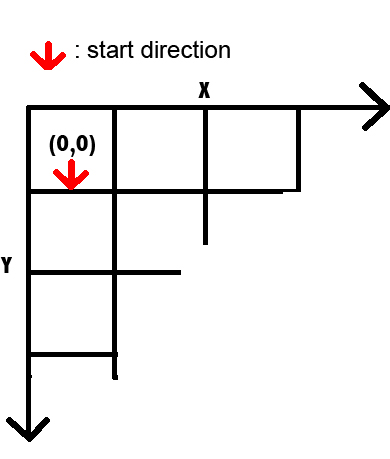 : start direction
X
(0,0)
Y